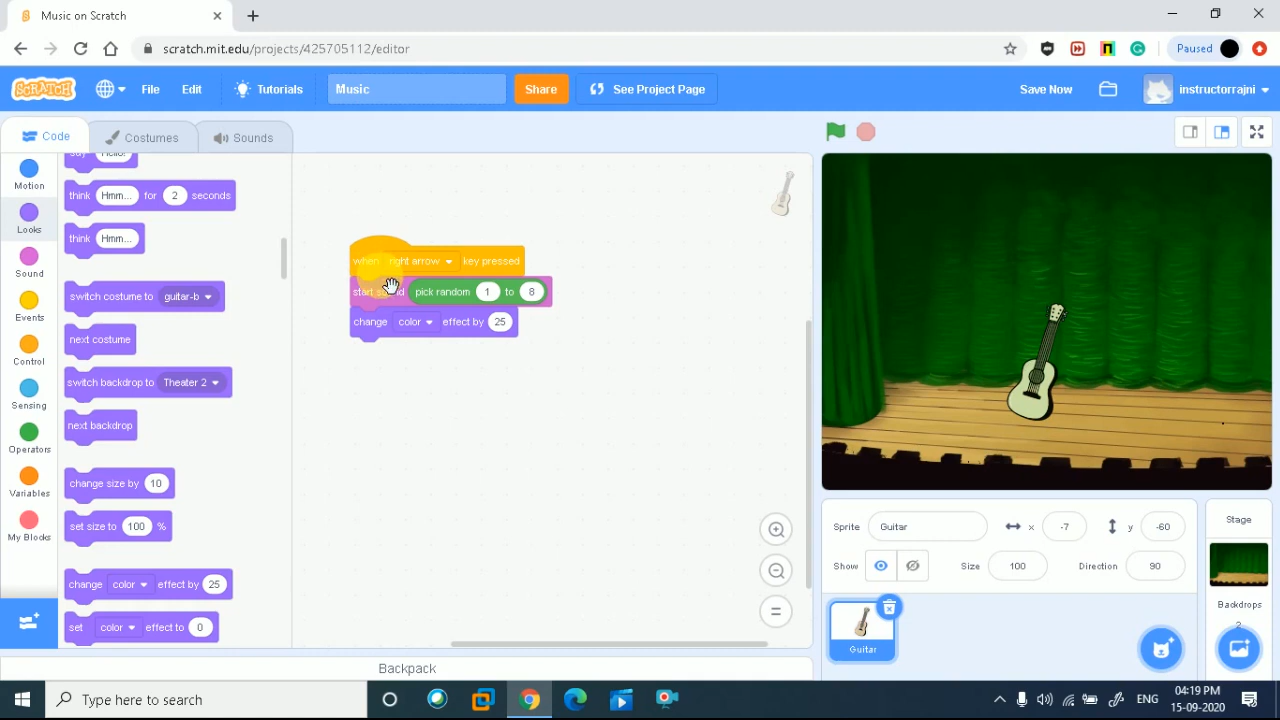 Music on Scratch
scratch.mit.edu/projects/425705112/editor
Paused
SCRATCH
File
Edit
Tutorials
Music
Share
See Project Page
Save Now
instructorrajni
Code
Costumes
Sounds
Motion
Looks
Sound
Events
Control
Sensing
Operators
Variables
My Blocks
think Hmm... for 2 seconds
think Hmm...
switch costume to guitar-b
next costume
switch backdrop to Theater 2
next backdrop
change size by 10
set size to 100 %
change color effect by 25
set color effect to 0
when right arrow key pressed
start sound pick random 1 to 8
change color effect by 25
Sprite Guitar
x -7
y -60
Show
Size 100
Direction 90
Guitar
Stage
Backdrops
2
Backpack
Type here to search
ENG
04:19 PM
15-09-2020